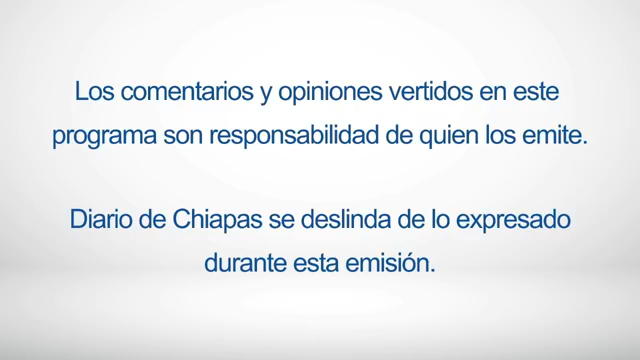 Los comentarios y opiniones vertidos en este
programa son responsabilidad de quien los emite.
Diario de Chiapas se deslinda de lo expresado
durante esta emisión.